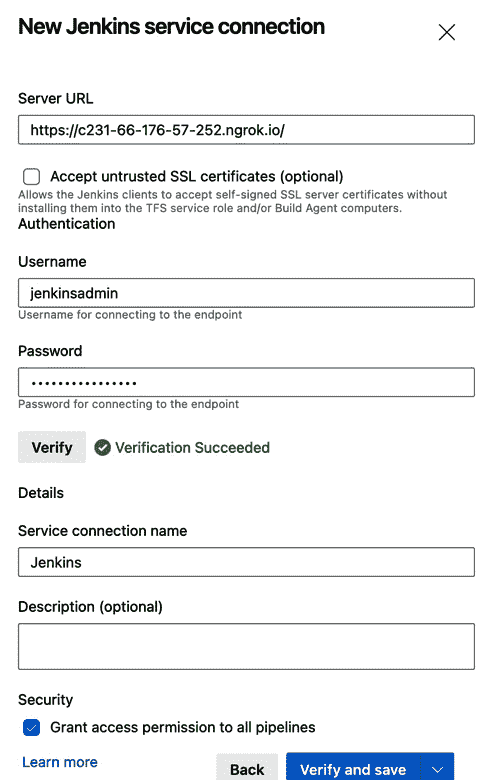 New Jenkins service connection
Server URL
https://c231-66-176-57-252.ngrok.io/
Accept untrusted SSL certificates (optional)
Allows the Jenkins clients to accept self-signed SSL server certificates without
installing them into the TFS service role and/or Build Agent computers.
Authentication
Username
jenkinsadmin
Username for connecting to the endpoint
Password
••••••••••••••••
Password for connecting to the endpoint
Verify Verification Succeeded
Details
Service connection name
Jenkins
Description (optional)
Security
Grant access permission to all pipelines
Learn more Back Verify and save